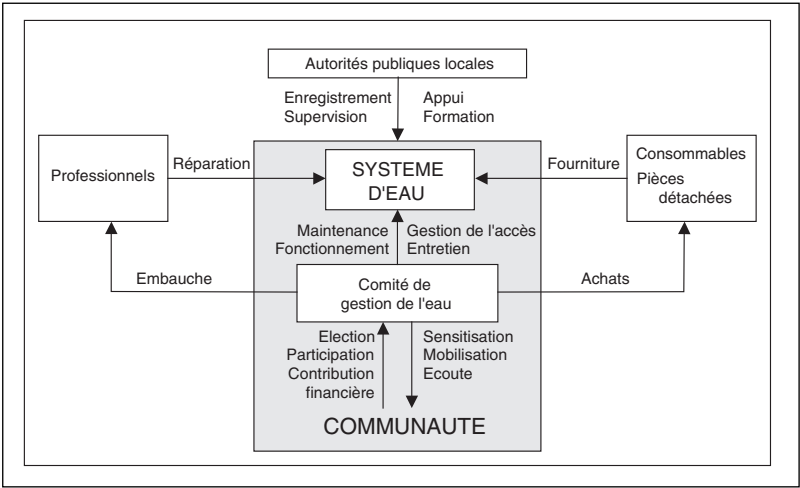 Autorités publiques locales
Enregistrement
Supervision
Appui
Formation
Professionnels
Réparation
SYSTEME
D'EAU
Fourniture
Consommables
Pièces
détachées
Maintenance
Fonctionnement
Gestion de l'accès
Entretien
Embauche
Comité de
gestion de l'eau
Achats
Election
Participation
Contribution
financière
Sensitisation
Mobilisation
Ecoute
COMMUNAUTE